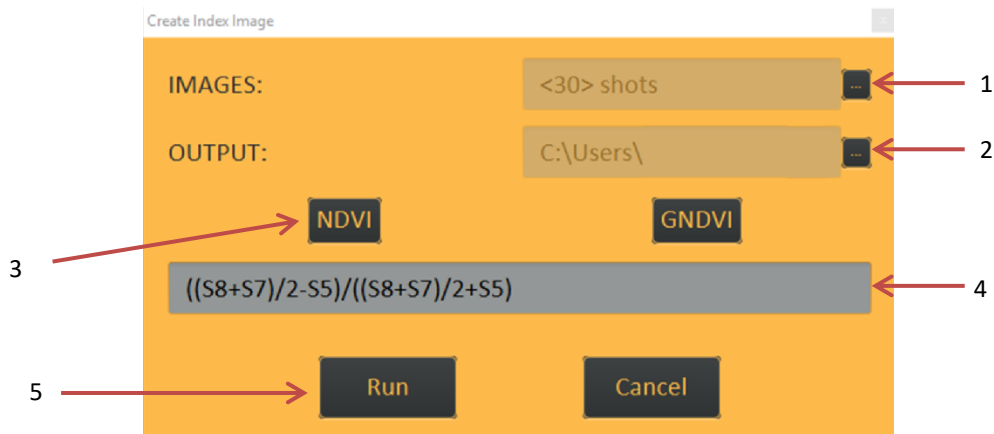 Create Index Image x
IMAGES: <30> shots ... 1
OUTPUT: C:\Users\ ... 2
NDVI GNDVI
3
((S8+S7)/2-S5)/((S8+S7)/2+S5) 4
5 Run Cancel